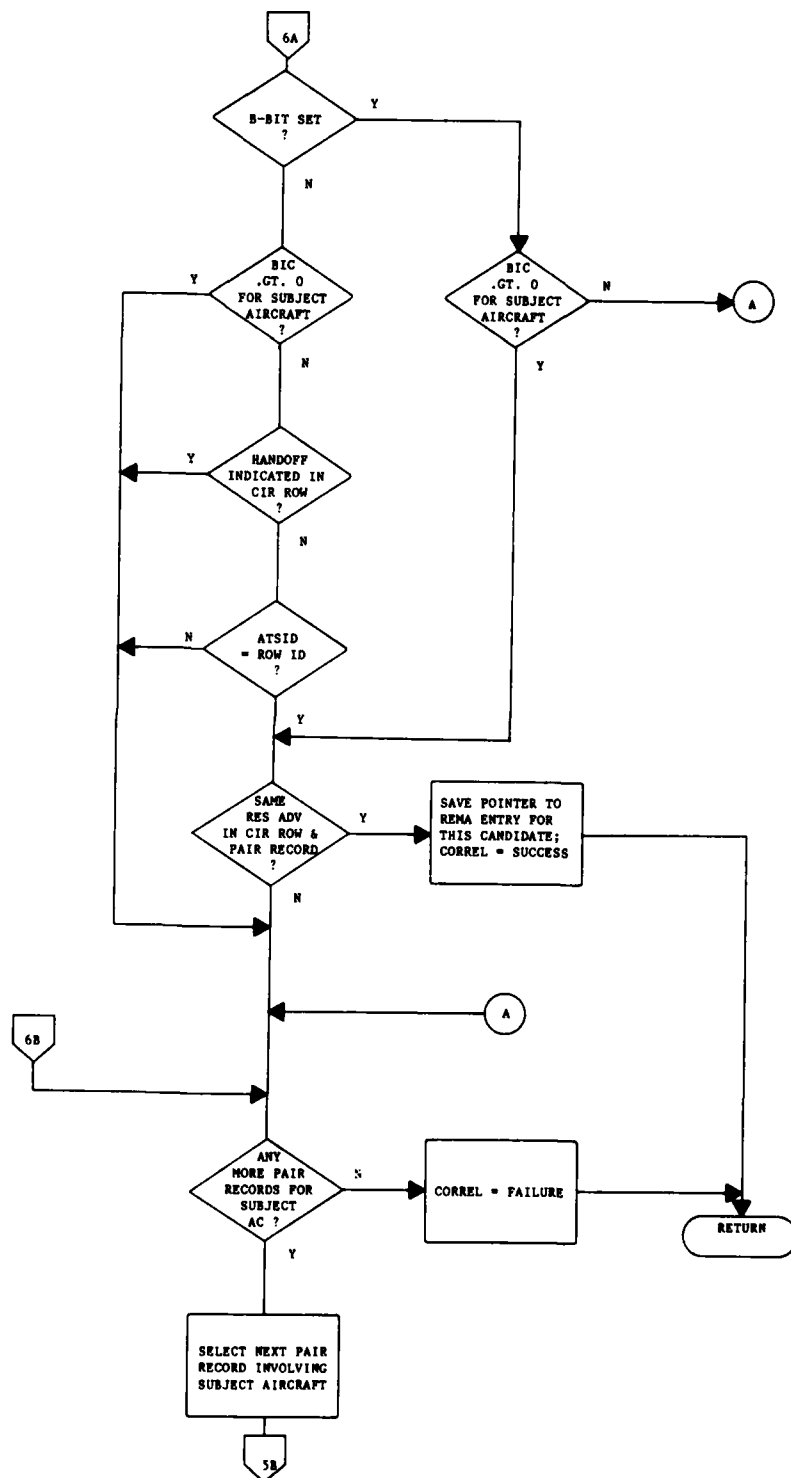 6A
B-BIT SET
?
Y
N
BIC
.GT. 0
FOR SUBJECT
AIRCRAFT
?
Y
N
BIC
.GT. 0
FOR SUBJECT
AIRCRAFT
?
N
Y
A
HANDOFF
INDICATED IN
CIR ROW
?
Y
N
ATSID
= ROW ID
?
N
Y
SAME
RES ADV
IN CIR ROW &
PAIR RECORD
?
Y
N
SAVE POINTER TO
REMA ENTRY FOR
THIS CANDIDATE;
CORREL = SUCCESS
A
6B
ANY
MORE PAIR
RECORDS FOR
SUBJECT
AC ?
N
Y
CORREL = FAILURE
RETURN
SELECT NEXT PAIR
RECORD INVOLVING
SUBJECT AIRCRAFT